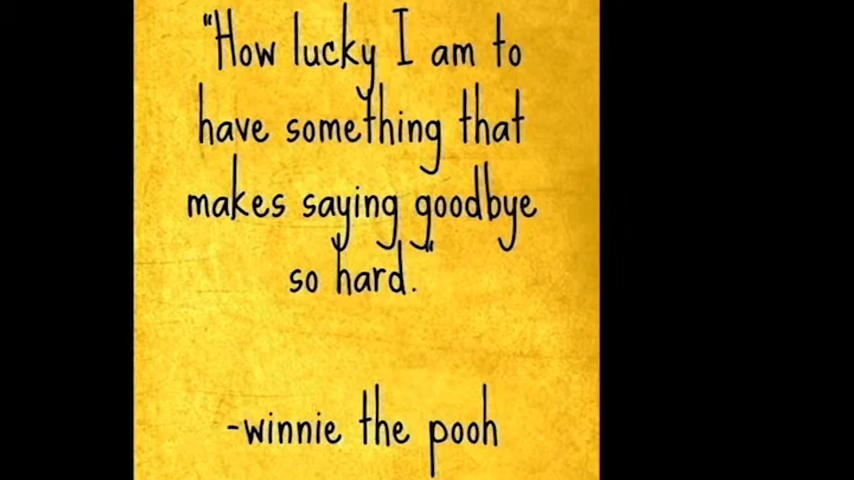 "How lucky I am to
have something that
makes saying goodbye
so hard."
-winnie the pooh